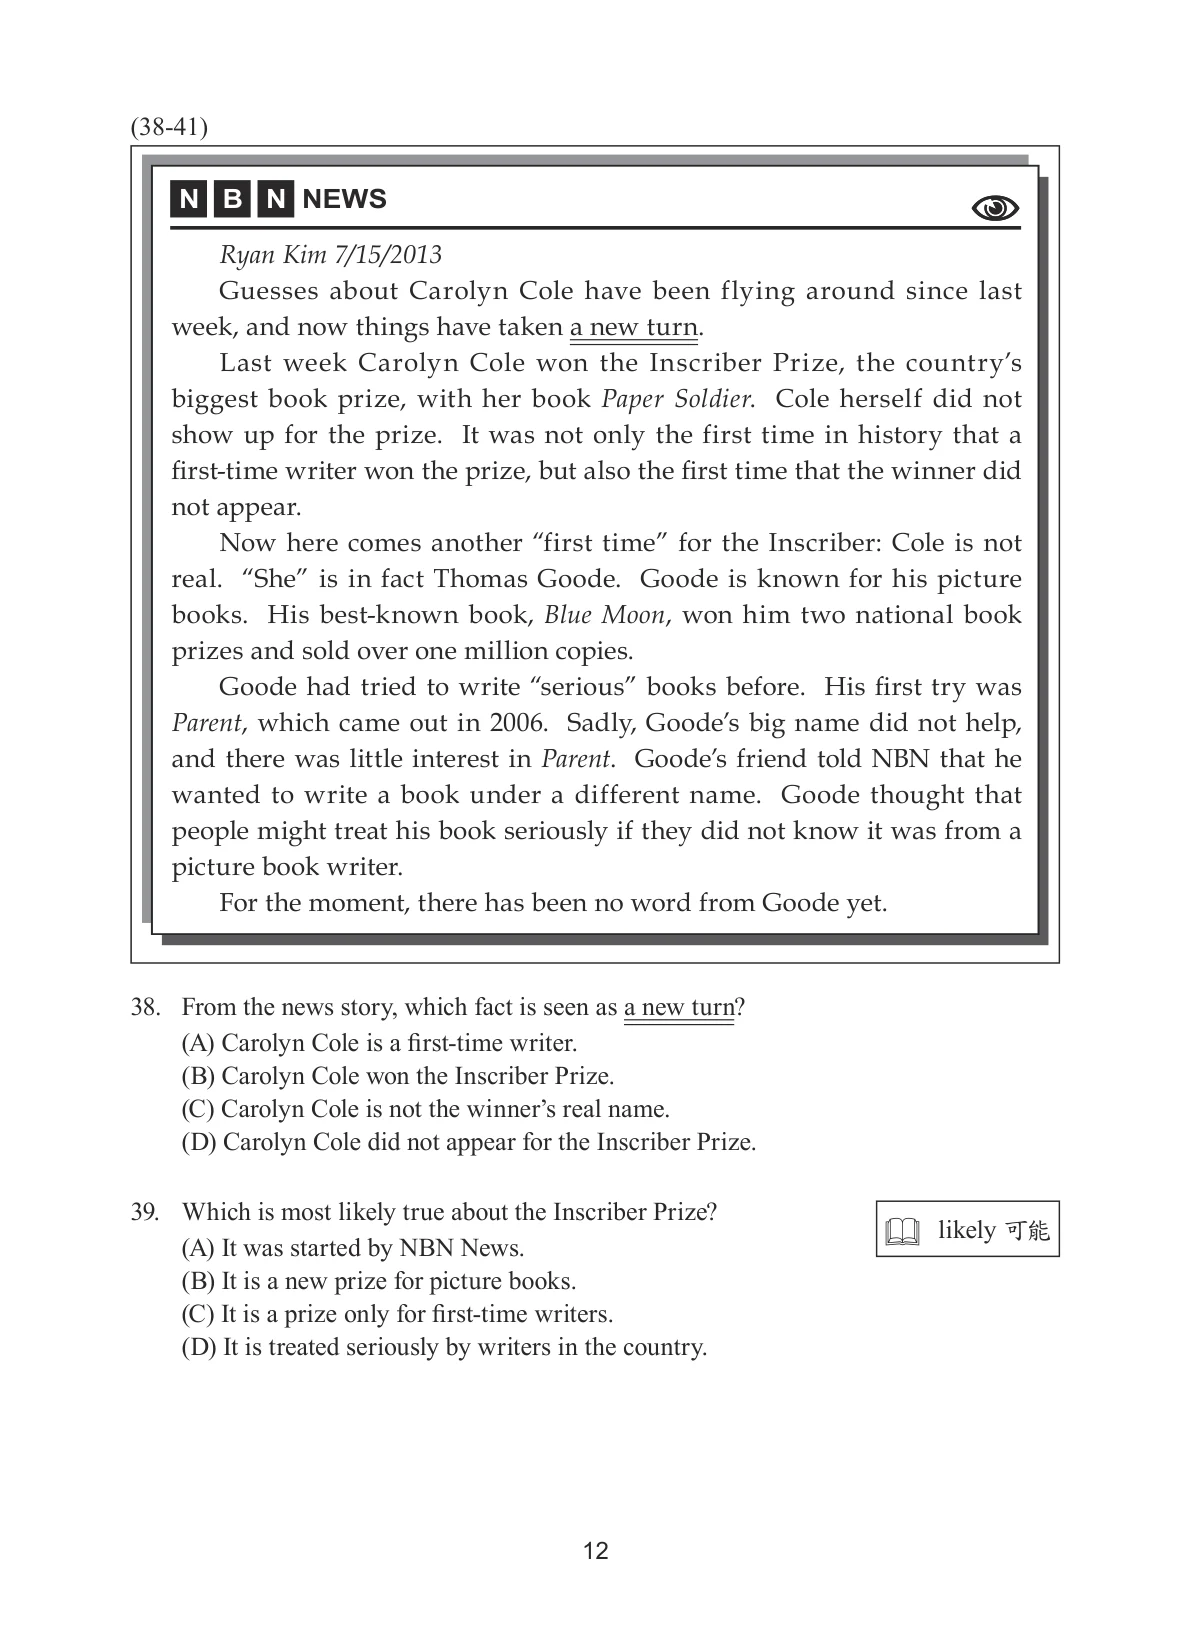 (38-41)
N B N NEWS
Ryan Kim 7/15/2013
Guesses about Carolyn Cole have been flying around since last
week, and now things have taken a new turn.
Last week Carolyn Cole won the Inscriber Prize, the country’s
biggest book prize, with her book Paper Soldier. Cole herself did not
show up for the prize. It was not only the first time in history that a
first-time writer won the prize, but also the first time that the winner did
not appear.
Now here comes another “first time” for the Inscriber: Cole is not
real. “She” is in fact Thomas Goode. Goode is known for his picture
books. His best-known book, Blue Moon, won him two national book
prizes and sold over one million copies.
Goode had tried to write “serious” books before. His first try was
Parent, which came out in 2006. Sadly, Goode’s big name did not help,
and there was little interest in Parent. Goode’s friend told NBN that he
wanted to write a book under a different name. Goode thought that
people might treat his book seriously if they did not know it was from a
picture book writer.
For the moment, there has been no word from Goode yet.
38. From the news story, which fact is seen as a new turn?
(A) Carolyn Cole is a first-time writer.
(B) Carolyn Cole won the Inscriber Prize.
(C) Carolyn Cole is not the winner’s real name.
(D) Carolyn Cole did not appear for the Inscriber Prize.
39. Which is most likely true about the Inscriber Prize?
(A) It was started by NBN News.
(B) It is a new prize for picture books.
(C) It is a prize only for first-time writers.
(D) It is treated seriously by writers in the country.
likely 可能
12